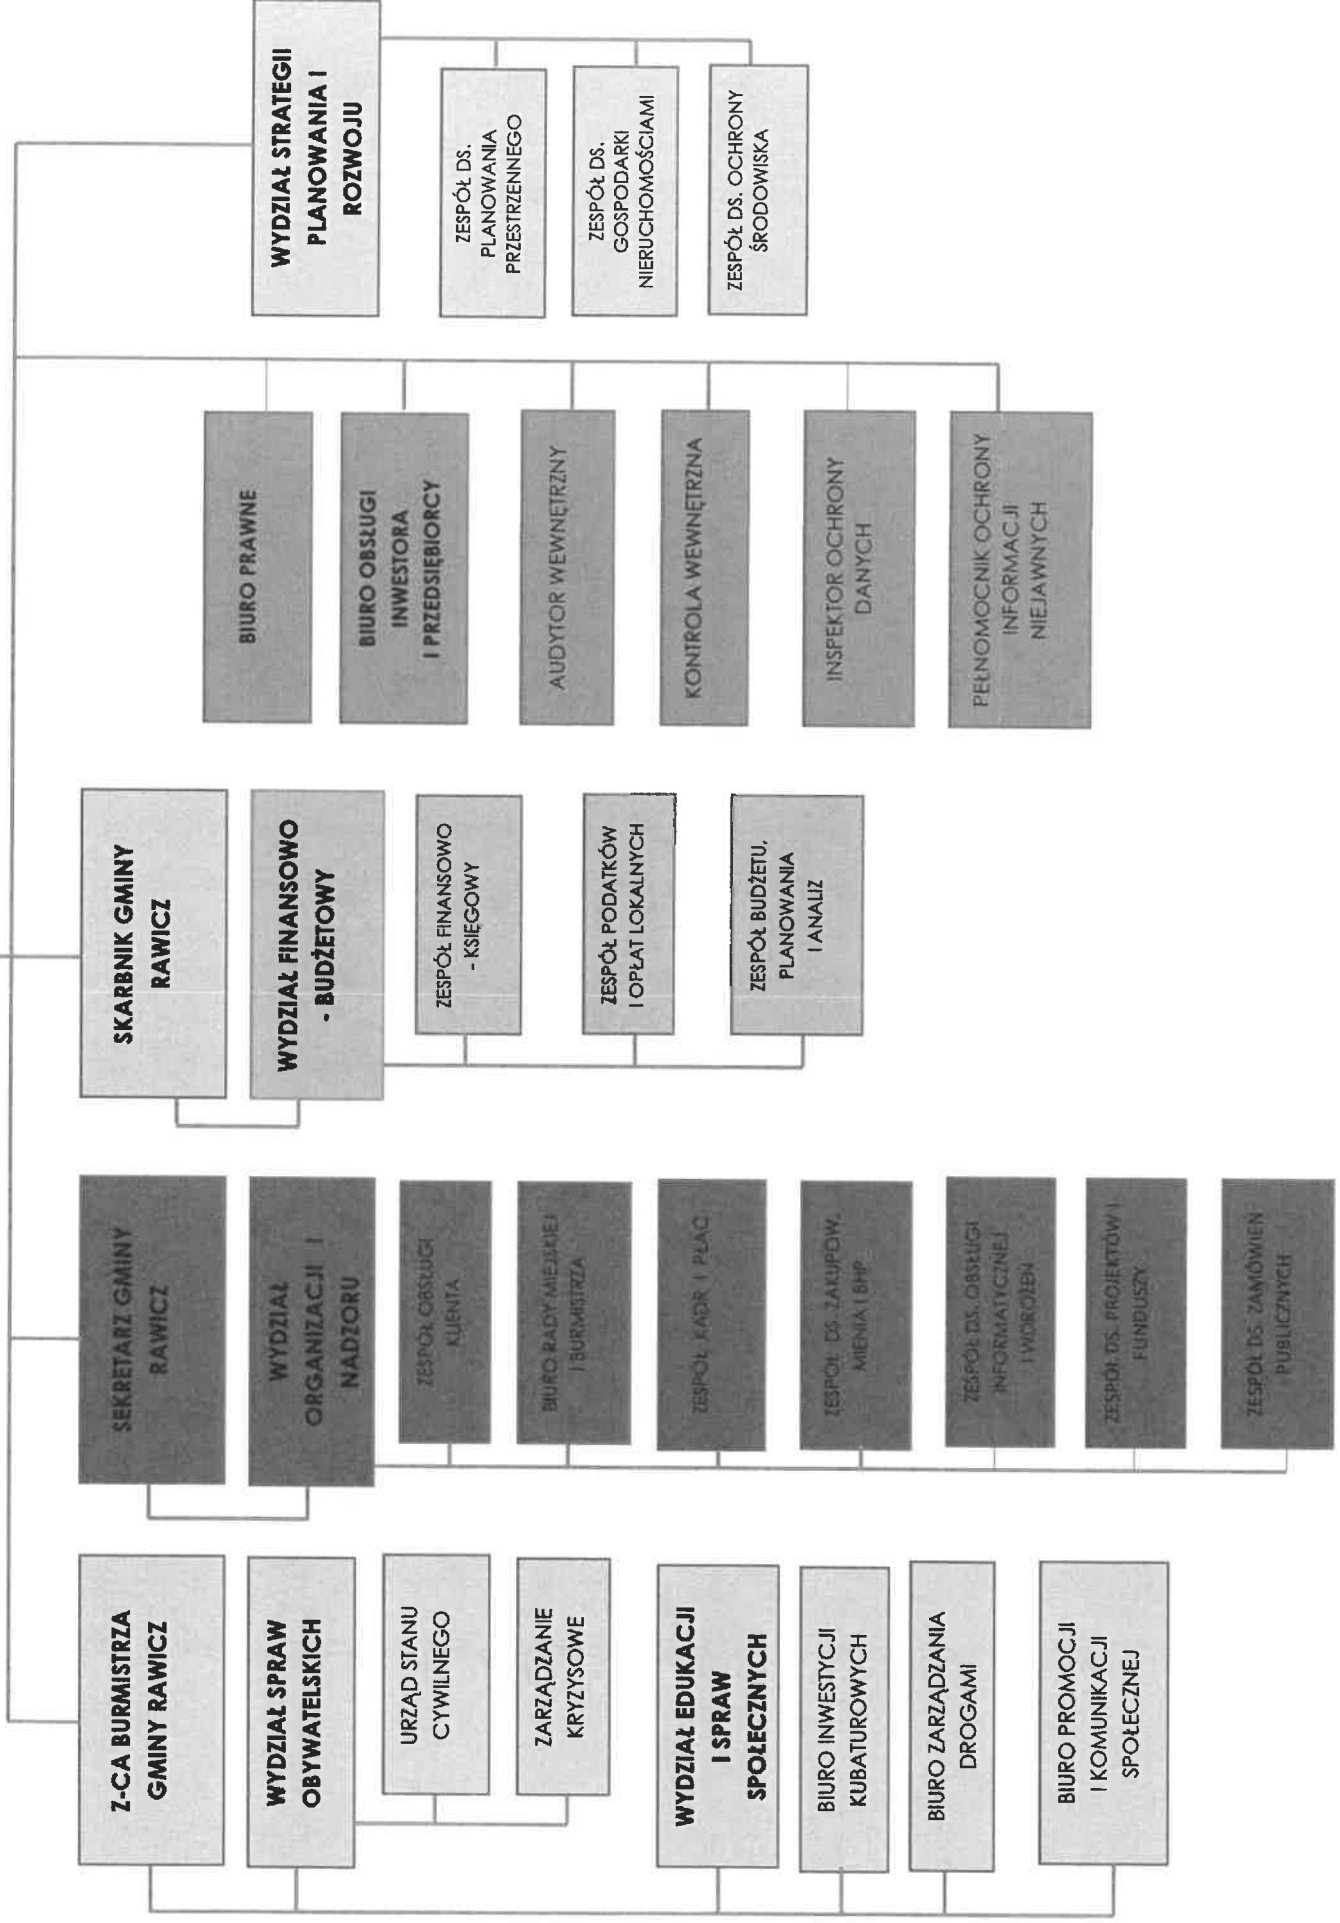 Z-CA BURMISTRZA
GMINY RAWICZ
WYDZIAŁ SPRAW
OBYWATELSKICH
URZĄD STANU
CYWILNEGO
ZARZĄDZANIE
KRYZYSOWE
WYDZIAŁ EDUKACJI
I SPRAW
SPOŁECZNYCH
BIURO INWESTYCJI
KUBATUROWYCH
BIURO ZARZĄDZANIA
DROGAMI
BIURO PROMOCJI
I KOMUNIKACJI
SPOŁECZNEJ
SEKRETARZ GMINY
RAWICZ
WYDZIAŁ
ORGANIZACJI I
NADZORU
ZESPÓŁ OBSŁUGI
KLIENTA
BIURO RADY MIEJSKIEJ
I BURMISTRZA
ZESPÓŁ KADR I PŁAC
ZESPÓŁ DS. ZAKUPÓW,
MIENIA I BHP
ZESPÓŁ DS. OBSŁUGI
INFORMATYCZNEJ
I WDROŻEŃ
ZESPÓŁ DS. PROJEKTÓW I
FUNDUSZY
ZESPÓŁ DS. ZAMÓWIEŃ
PUBLICZNYCH
SKARBNIK GMINY
RAWICZ
WYDZIAŁ FINANSOWO
- BUDŻETOWY
ZESPÓŁ FINANSOWO
- KSIĘGOWY
ZESPÓŁ PODATKÓW
I OPŁAT LOKALNYCH
ZESPÓŁ BUDŻETU,
PLANOWANIA
I ANALIZ
BIURO PRAWNE
BIURO OBSŁUGI
INWESTORA
I PRZEDSIĘBIORCY
AUDYTOR WEWNĘTRZNY
KONTROLA WEWNĘTRZNA
INSPEKTOR OCHRONY
DANYCH
PEŁNOMOCNIK OCHRONY
INFORMACJI
NIEJAWNYCH
WYDZIAŁ STRATEGII
PLANOWANIA I
ROZWOJU
ZESPÓŁ DS.
PLANOWANIA
PRZESTRZENNEGO
ZESPÓŁ DS.
GOSPODARKI
NIERUCHOMOŚCIAMI
ZESPÓŁ DS. OCHRONY
ŚRODOWISKA